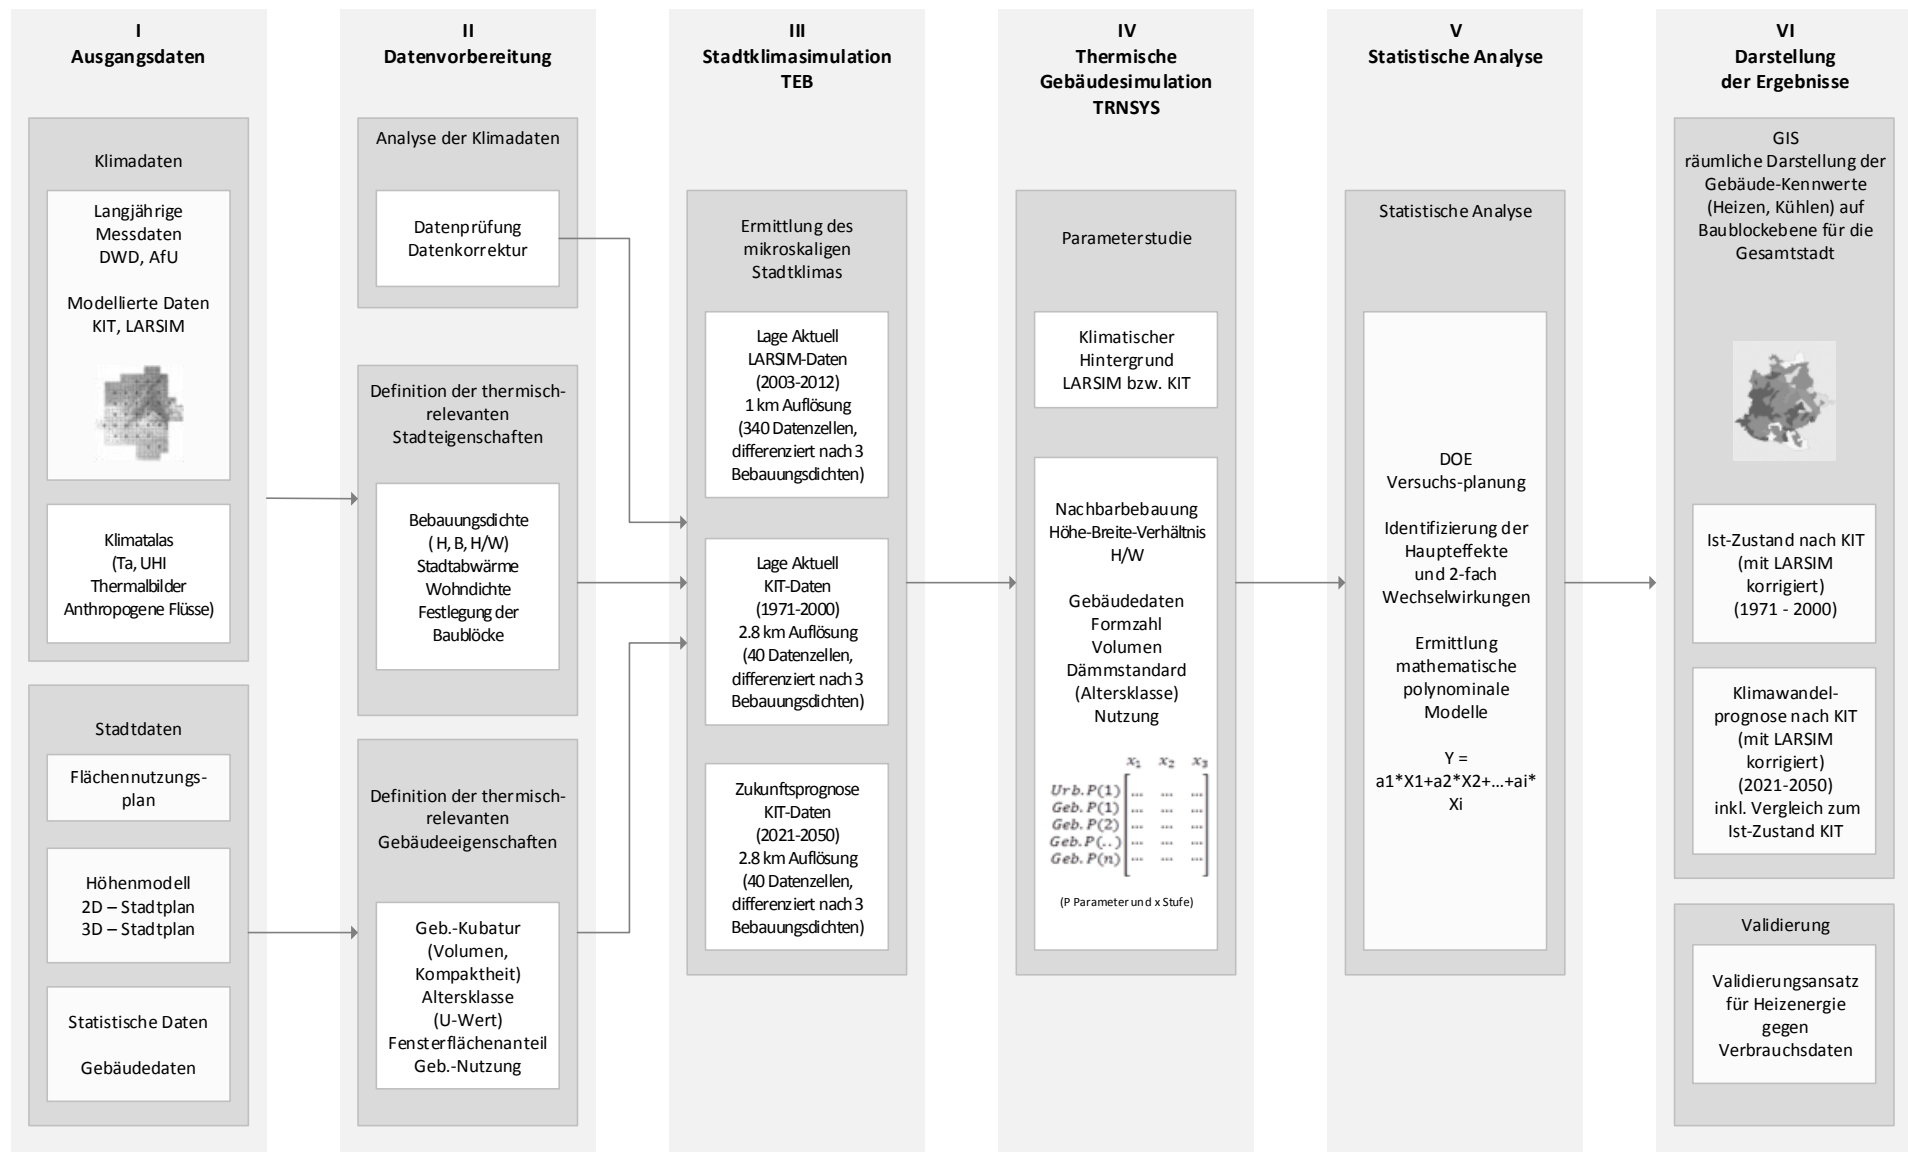 I
Ausgangsdaten
Klimadaten
Langjährige
Messdaten
DWD, AfU
Modellierte Daten
KIT, LARSIM
Klimatalas
(Ta, UHI
Thermalbilder
Anthropogene Flüsse)
Stadtdaten
Flächennutzungs-
plan
Höhenmodell
2D – Stadtplan
3D – Stadtplan
Statistische Daten
Gebäudedaten
II
Datenvorbereitung
Analyse der Klimadaten
Datenprüfung
Datenkorrektur
Definition der thermisch-
relevanten
Stadteigenschaften
Bebauungsdichte
( H, B, H/W)
Stadtabwärme
Wohndichte
Festlegung der
Baublöcke
Definition der thermisch-
relevanten
Gebäudeeigenschaften
Geb.-Kubatur
(Volumen,
Kompaktheit)
Altersklasse
(U-Wert)
Fensterflächenanteil
Geb.-Nutzung
III
Stadtklimasimulation
TEB
Ermittlung des
mikroskaligen
Stadtklimas
Lage Aktuell
LARSIM-Daten
(2003-2012)
1 km Auflösung
(340 Datenzellen,
differenziert nach 3
Bebauungsdichten)
Lage Aktuell
KIT-Daten
(1971-2000)
2.8 km Auflösung
(40 Datenzellen,
differenziert nach 3
Bebauungsdichten)
Zukunftsprognose
KIT-Daten
(2021-2050)
2.8 km Auflösung
(40 Datenzellen,
differenziert nach 3
Bebauungsdichten)
IV
Thermische
Gebäudesimulation
TRNSYS
Parameterstudie
Klimatischer
Hintergrund
LARSIM bzw. KIT
Nachbarbebauung
Höhe-Breite-Verhältnis
H/W
Gebäudedaten
Formzahl
Volumen
Dämmstandard
(Altersklasse)
Nutzung
x₁ x₂ x₃
Urb. P(1) ... ... ...
Geb. P(1) ... ... ...
Geb. P(2) ... ... ...
Geb. P(..) ... ... ...
Geb. P(n) ... ... ...
(P Parameter und x Stufe)
V
Statistische Analyse
Statistische Analyse
DOE
Versuchs-planung
Identifizierung der
Haupteffekte
und 2-fach
Wechselwirkungen
Ermittlung
mathematische
polynominale
Modelle
Y =
a1*X1+a2*X2+...+ai*
Xi
VI
Darstellung
der Ergebnisse
GIS
räumliche Darstellung der
Gebäude-Kennwerte
(Heizen, Kühlen) auf
Baublockebene für die
Gesamtstadt
Ist-Zustand nach KIT
(mit LARSIM
korrigiert)
(1971 - 2000)
Klimawandel-
prognose nach KIT
(mit LARSIM
korrigiert)
(2021-2050)
inkl. Vergleich zum
Ist-Zustand KIT
Validierung
Validierungsansatz
für Heizenergie
gegen
Verbrauchsdaten